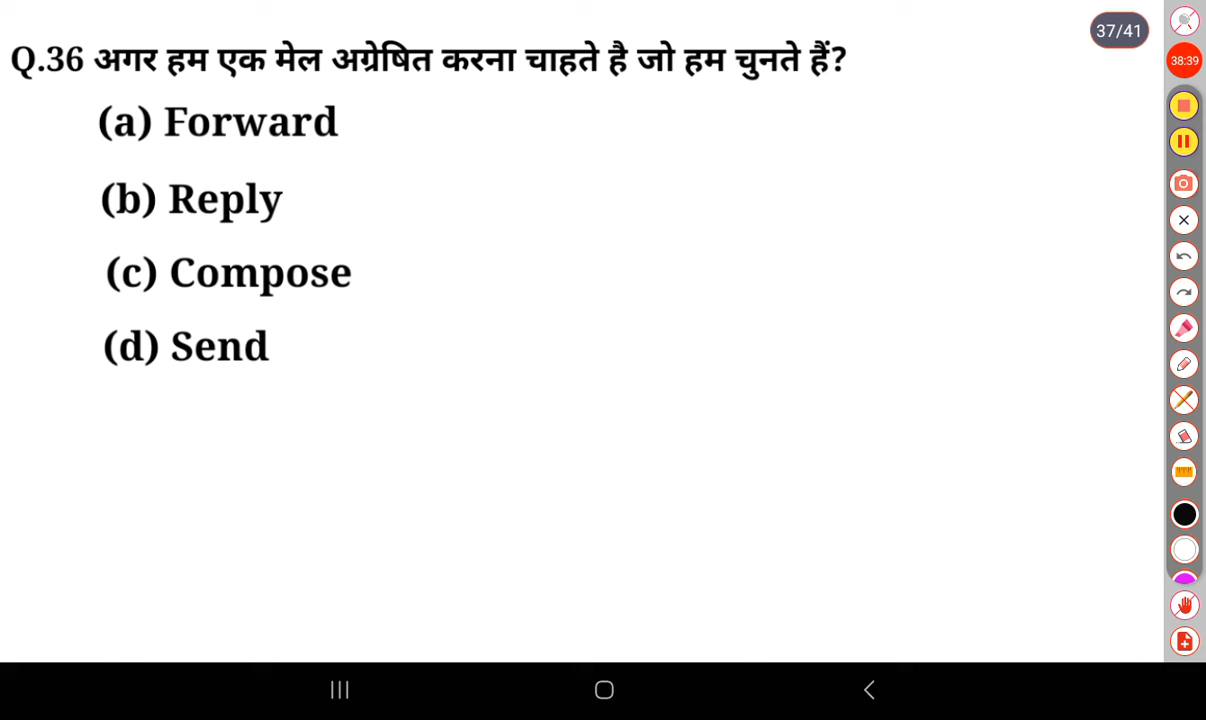 37/41
38:39
Q.36 अगर हम एक मेल अग्रेषित करना चाहते है जो हम चुनते हैं?
(a) Forward
(b) Reply
(c) Compose
(d) Send